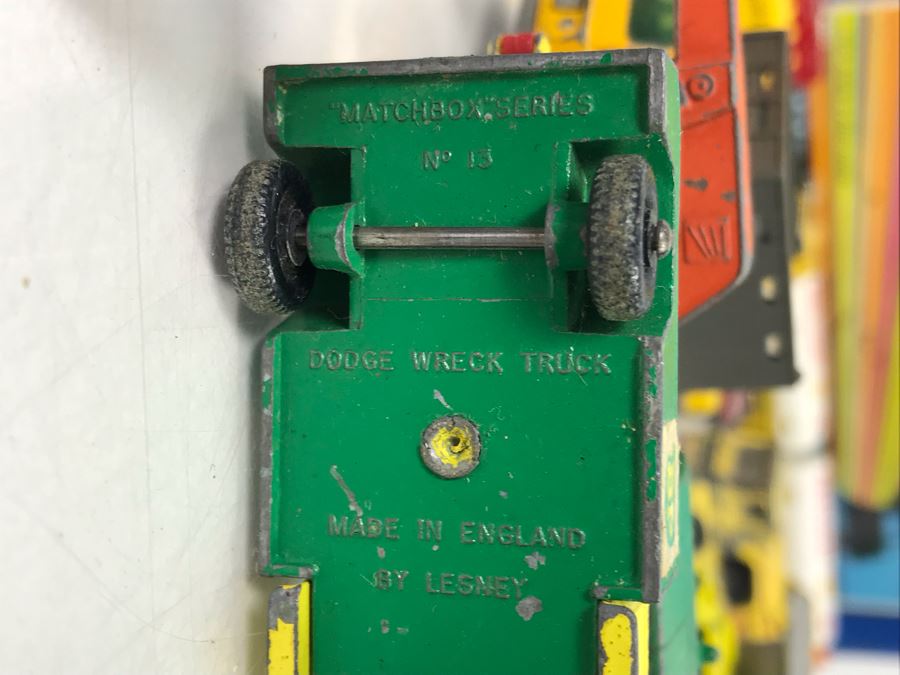 "MATCHBOX" SERIES
Nº 13
DODGE WRECK TRUCK
MADE IN ENGLAND
BY LESNEY